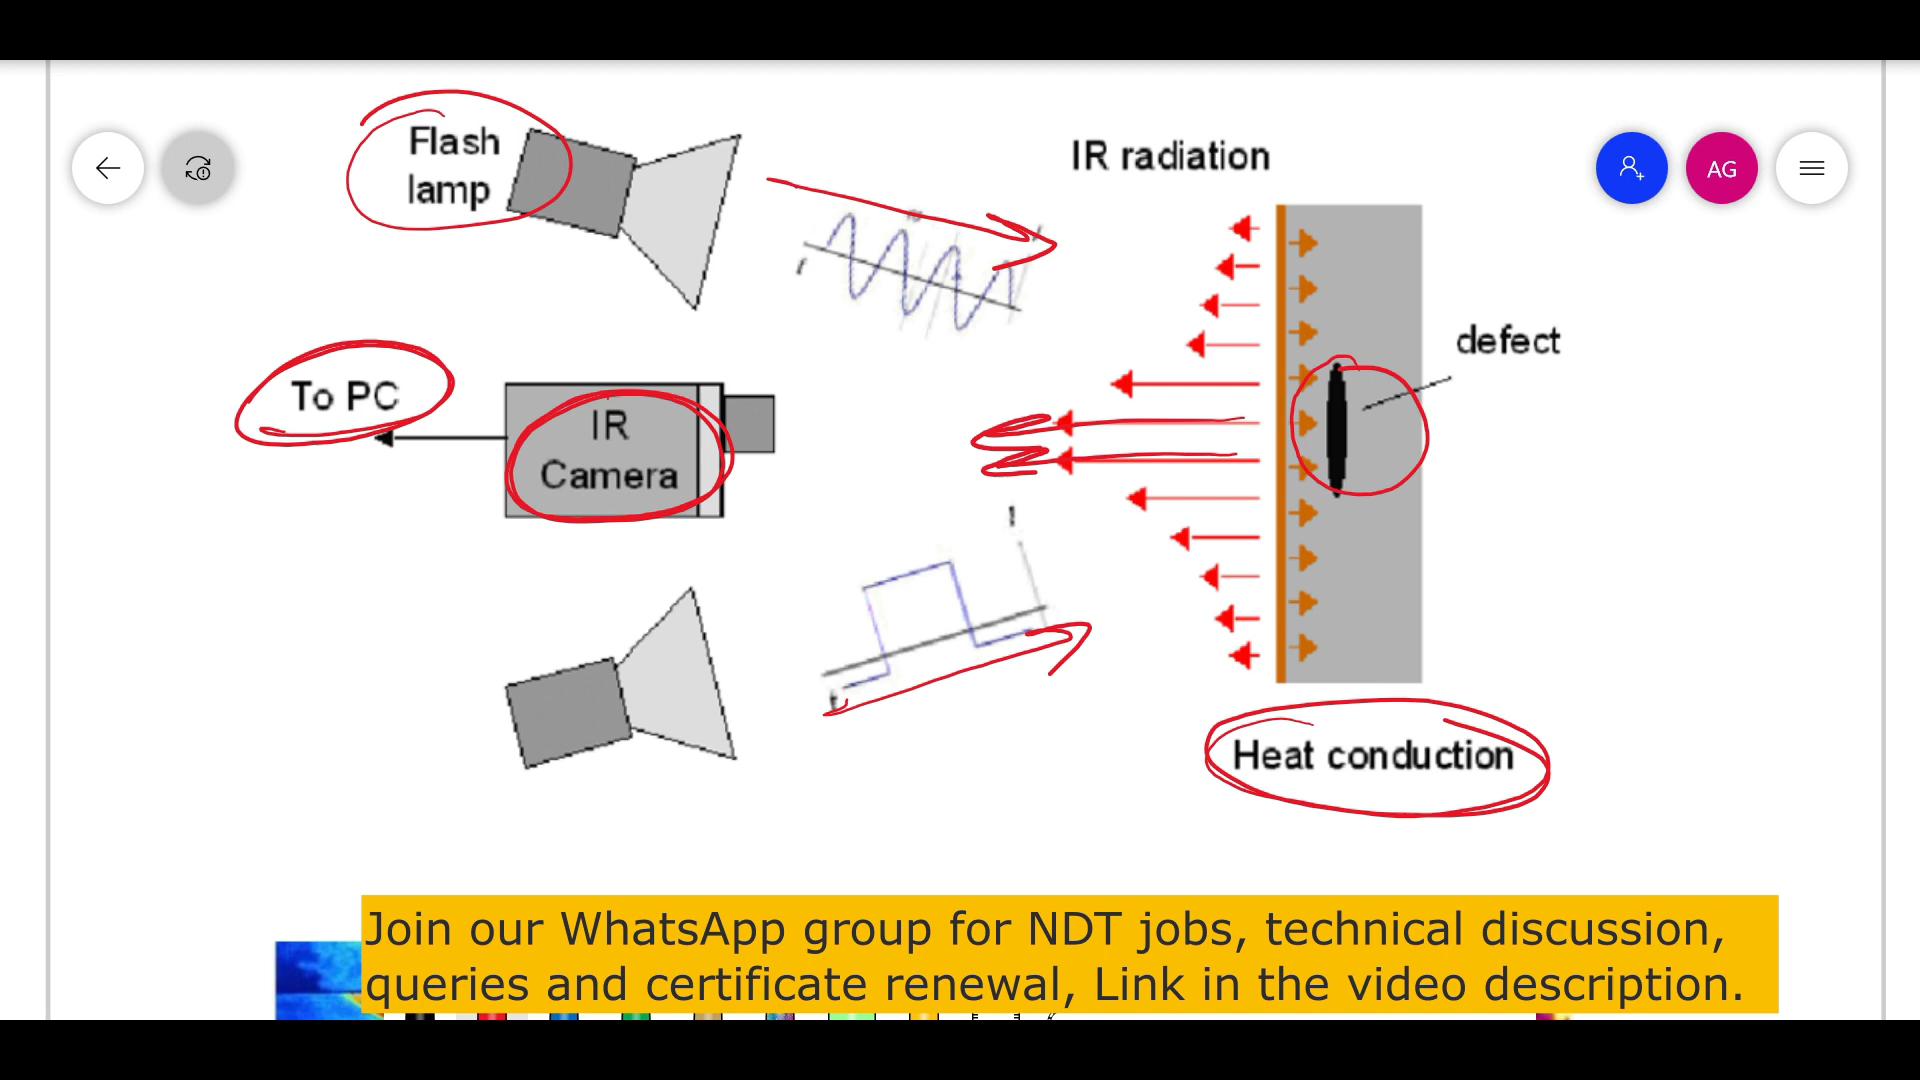 Flash
lamp
IR radiation
AG
defect
To PC
IR
Camera
Heat conduction
Join our WhatsApp group for NDT jobs, technical discussion,
queries and certificate renewal, Link in the video description.